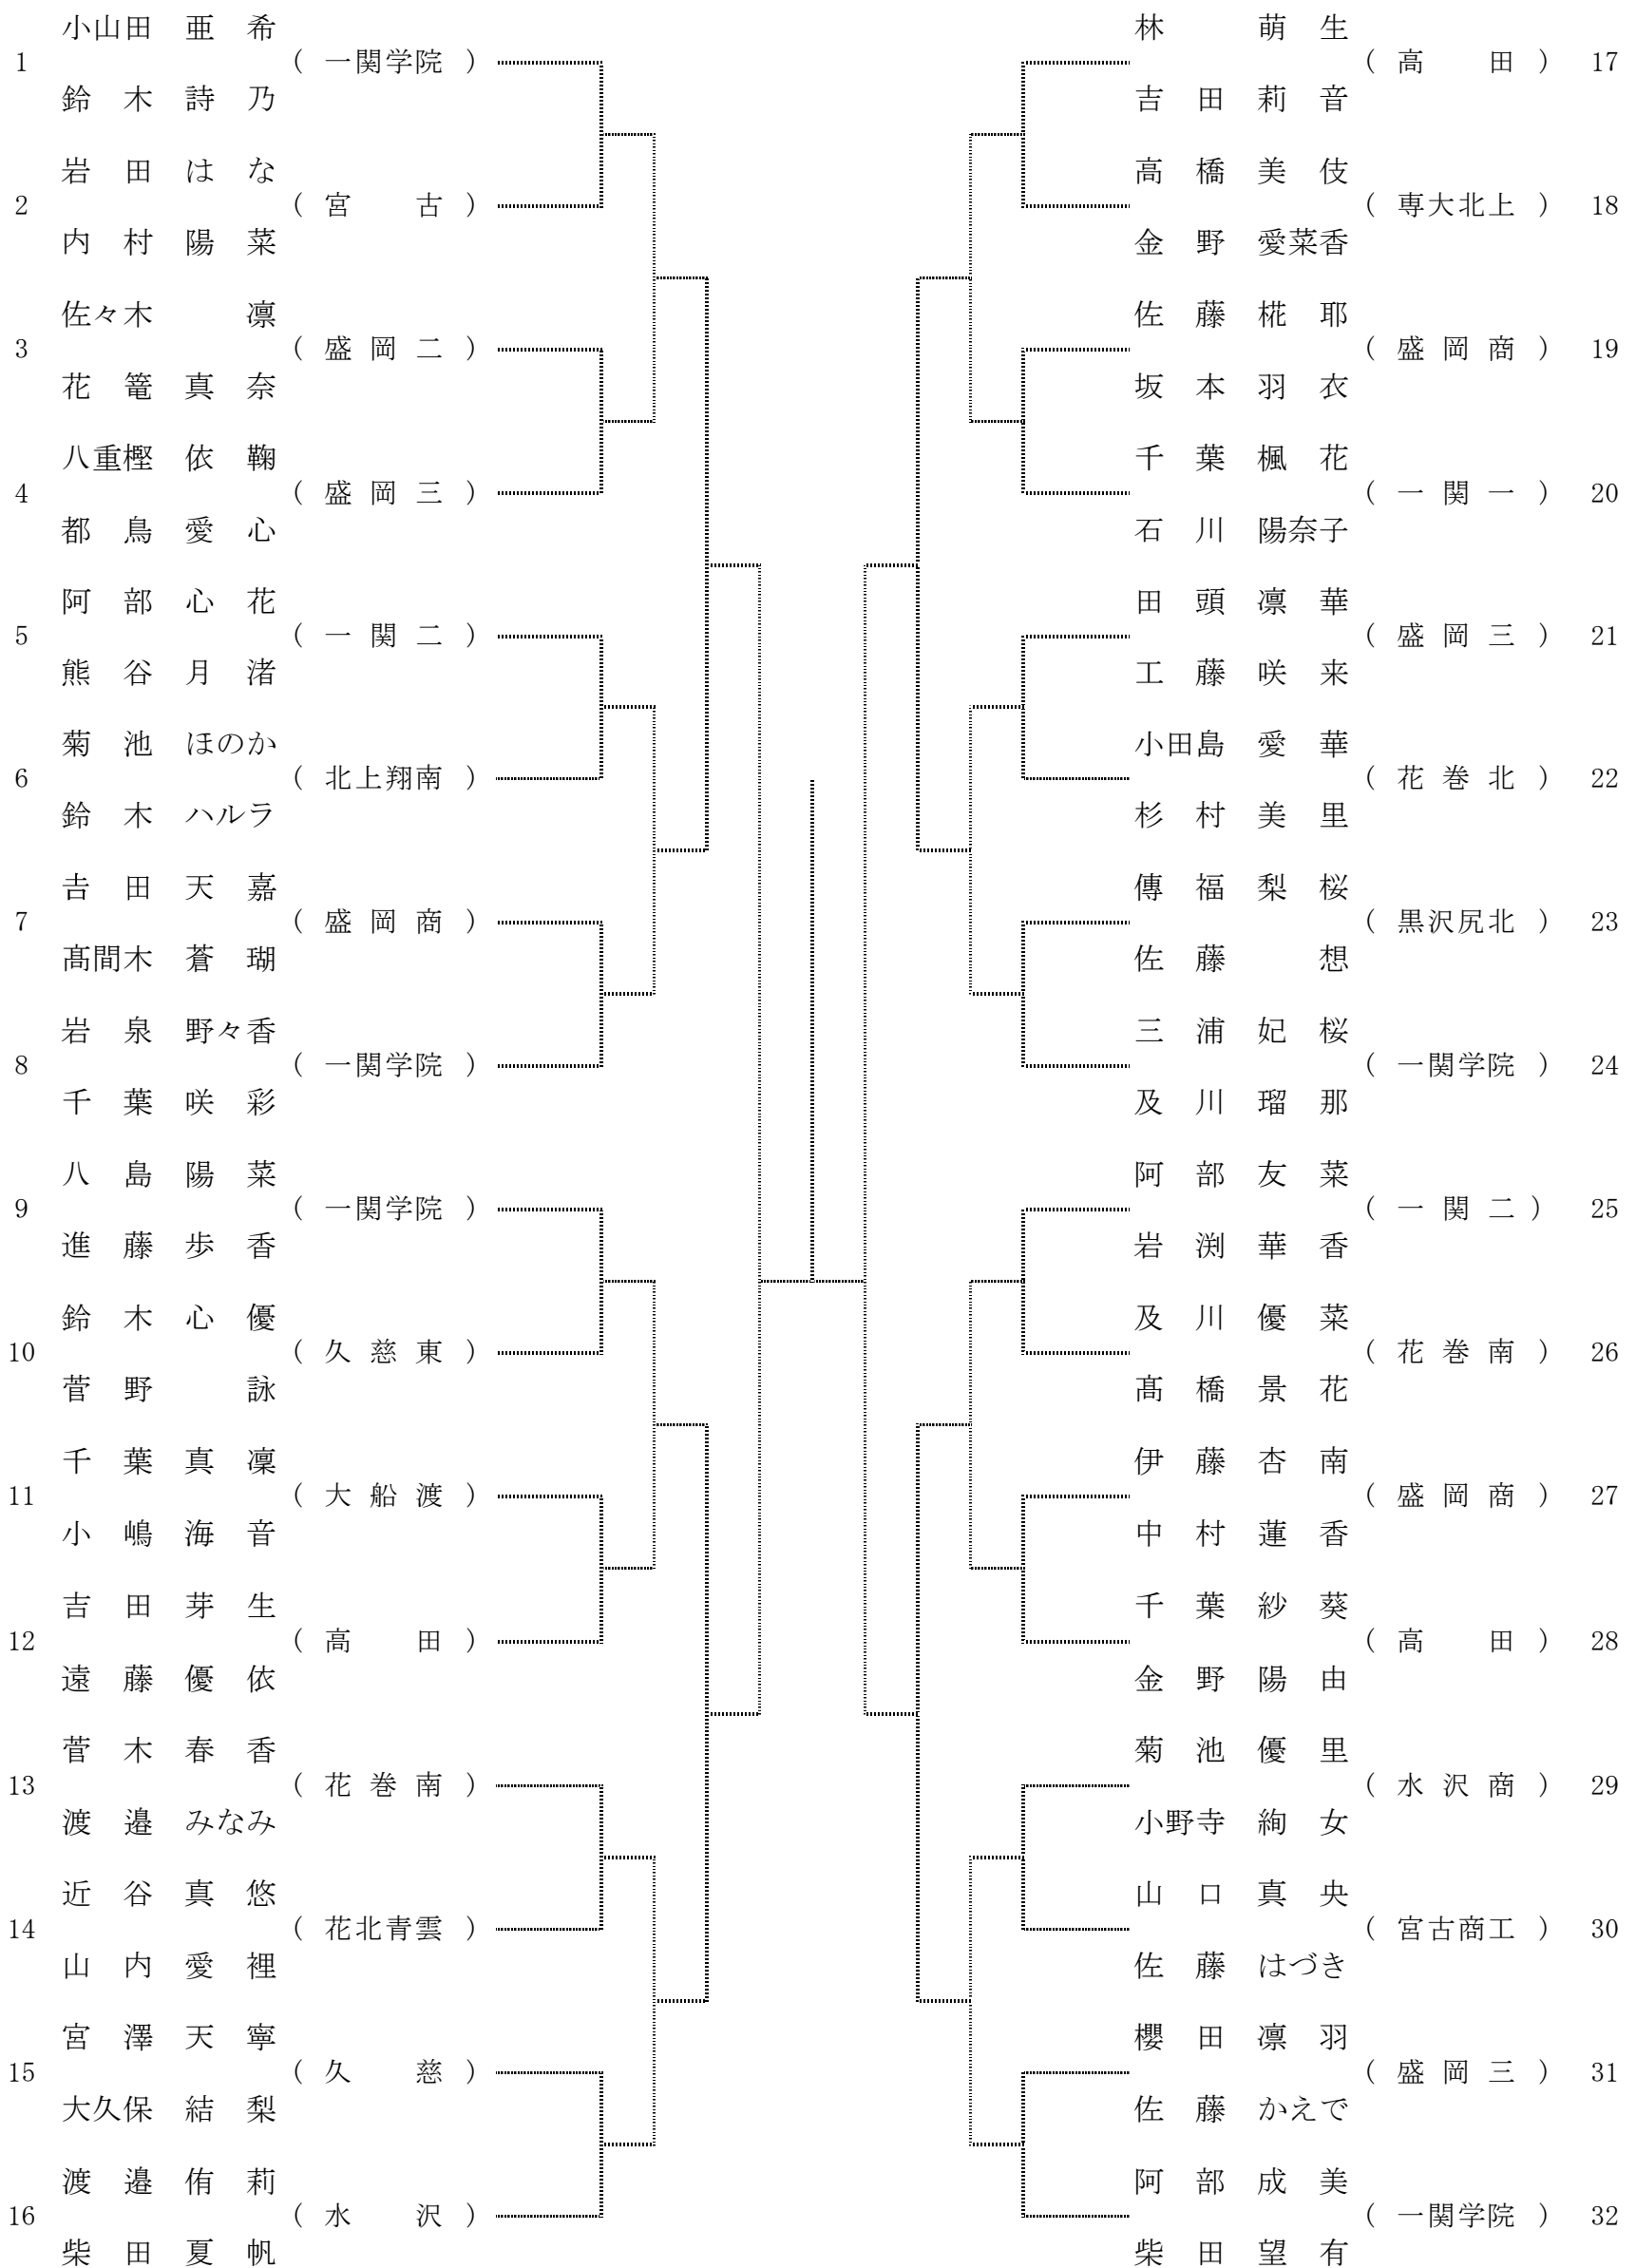 小山田 亜希
1 (一関学院)
鈴木 詩乃
岩田 はな
2 (宮古)
内村 陽菜
佐々木 凛
3 (盛岡二)
花篭 真奈
八重樫 依鞠
4 (盛岡三)
都鳥 愛心
阿部 心花
5 (一関二)
熊谷 月渚
菊池 ほのか
6 (北上翔南)
鈴木 ハルラ
𠮷田 天嘉
7 (盛岡商)
髙間木 蒼瑚
岩泉 野々香
8 (一関学院)
千葉 咲彩
八島 陽菜
9 (一関学院)
進藤 歩香
鈴木 心優
10 (久慈東)
菅野 詠
千葉 真凜
11 (大船渡)
小嶋 海音
吉田 芽生
12 (高田)
遠藤 優依
菅木 春香
13 (花巻南)
渡邉 みなみ
近谷 真悠
14 (花北青雲)
山内 愛裡
宮澤 天寧
15 (久慈)
大久保 結梨
渡邉 侑莉
16 (水沢)
柴田 夏帆
林 萌生
(高田) 17
吉田 莉音
高橋 美伎
(専大北上) 18
金野 愛菜香
佐藤 椛耶
(盛岡商) 19
坂本 羽衣
千葉 楓花
(一関一) 20
石川 陽奈子
田頭 凛華
(盛岡三) 21
工藤 咲来
小田島 愛華
(花巻北) 22
杉村 美里
傳福 梨桜
(黒沢尻北) 23
佐藤 想
三浦 妃桜
(一関学院) 24
及川 瑠那
阿部 友菜
(一関二) 25
岩渕 華香
及川 優菜
(花巻南) 26
髙橋 景花
伊藤 杏南
(盛岡商) 27
中村 蓮香
千葉 紗葵
(高田) 28
金野 陽由
菊池 優里
(水沢商) 29
小野寺 絢女
山口 真央
(宮古商工) 30
佐藤 はづき
櫻田 凛羽
(盛岡三) 31
佐藤 かえで
阿部 成美
(一関学院) 32
柴田 望有